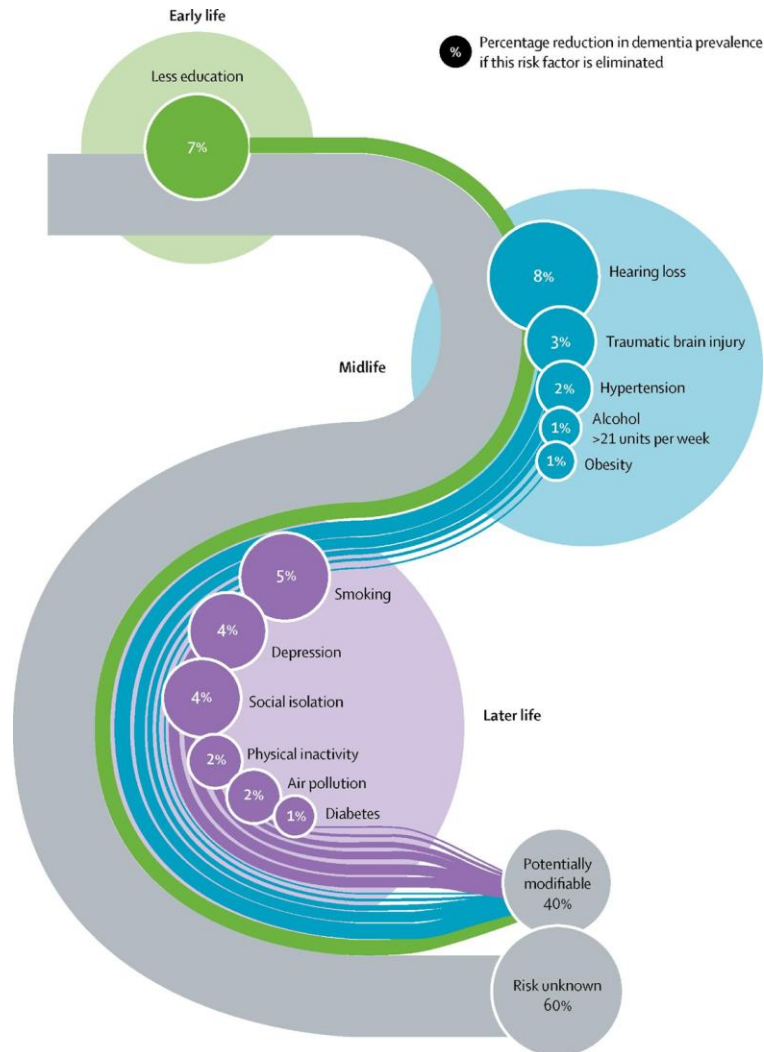 Early life
% Percentage reduction in dementia prevalence
if this risk factor is eliminated
Less education
7%
8% Hearing loss
3% Traumatic brain injury
Midlife
2% Hypertension
1% Alcohol
>21 units per week
1% Obesity
5% Smoking
4% Depression
4% Social isolation
Later life
2% Physical inactivity
2% Air pollution
1% Diabetes
Potentially
modifiable
40%
Risk unknown
60%